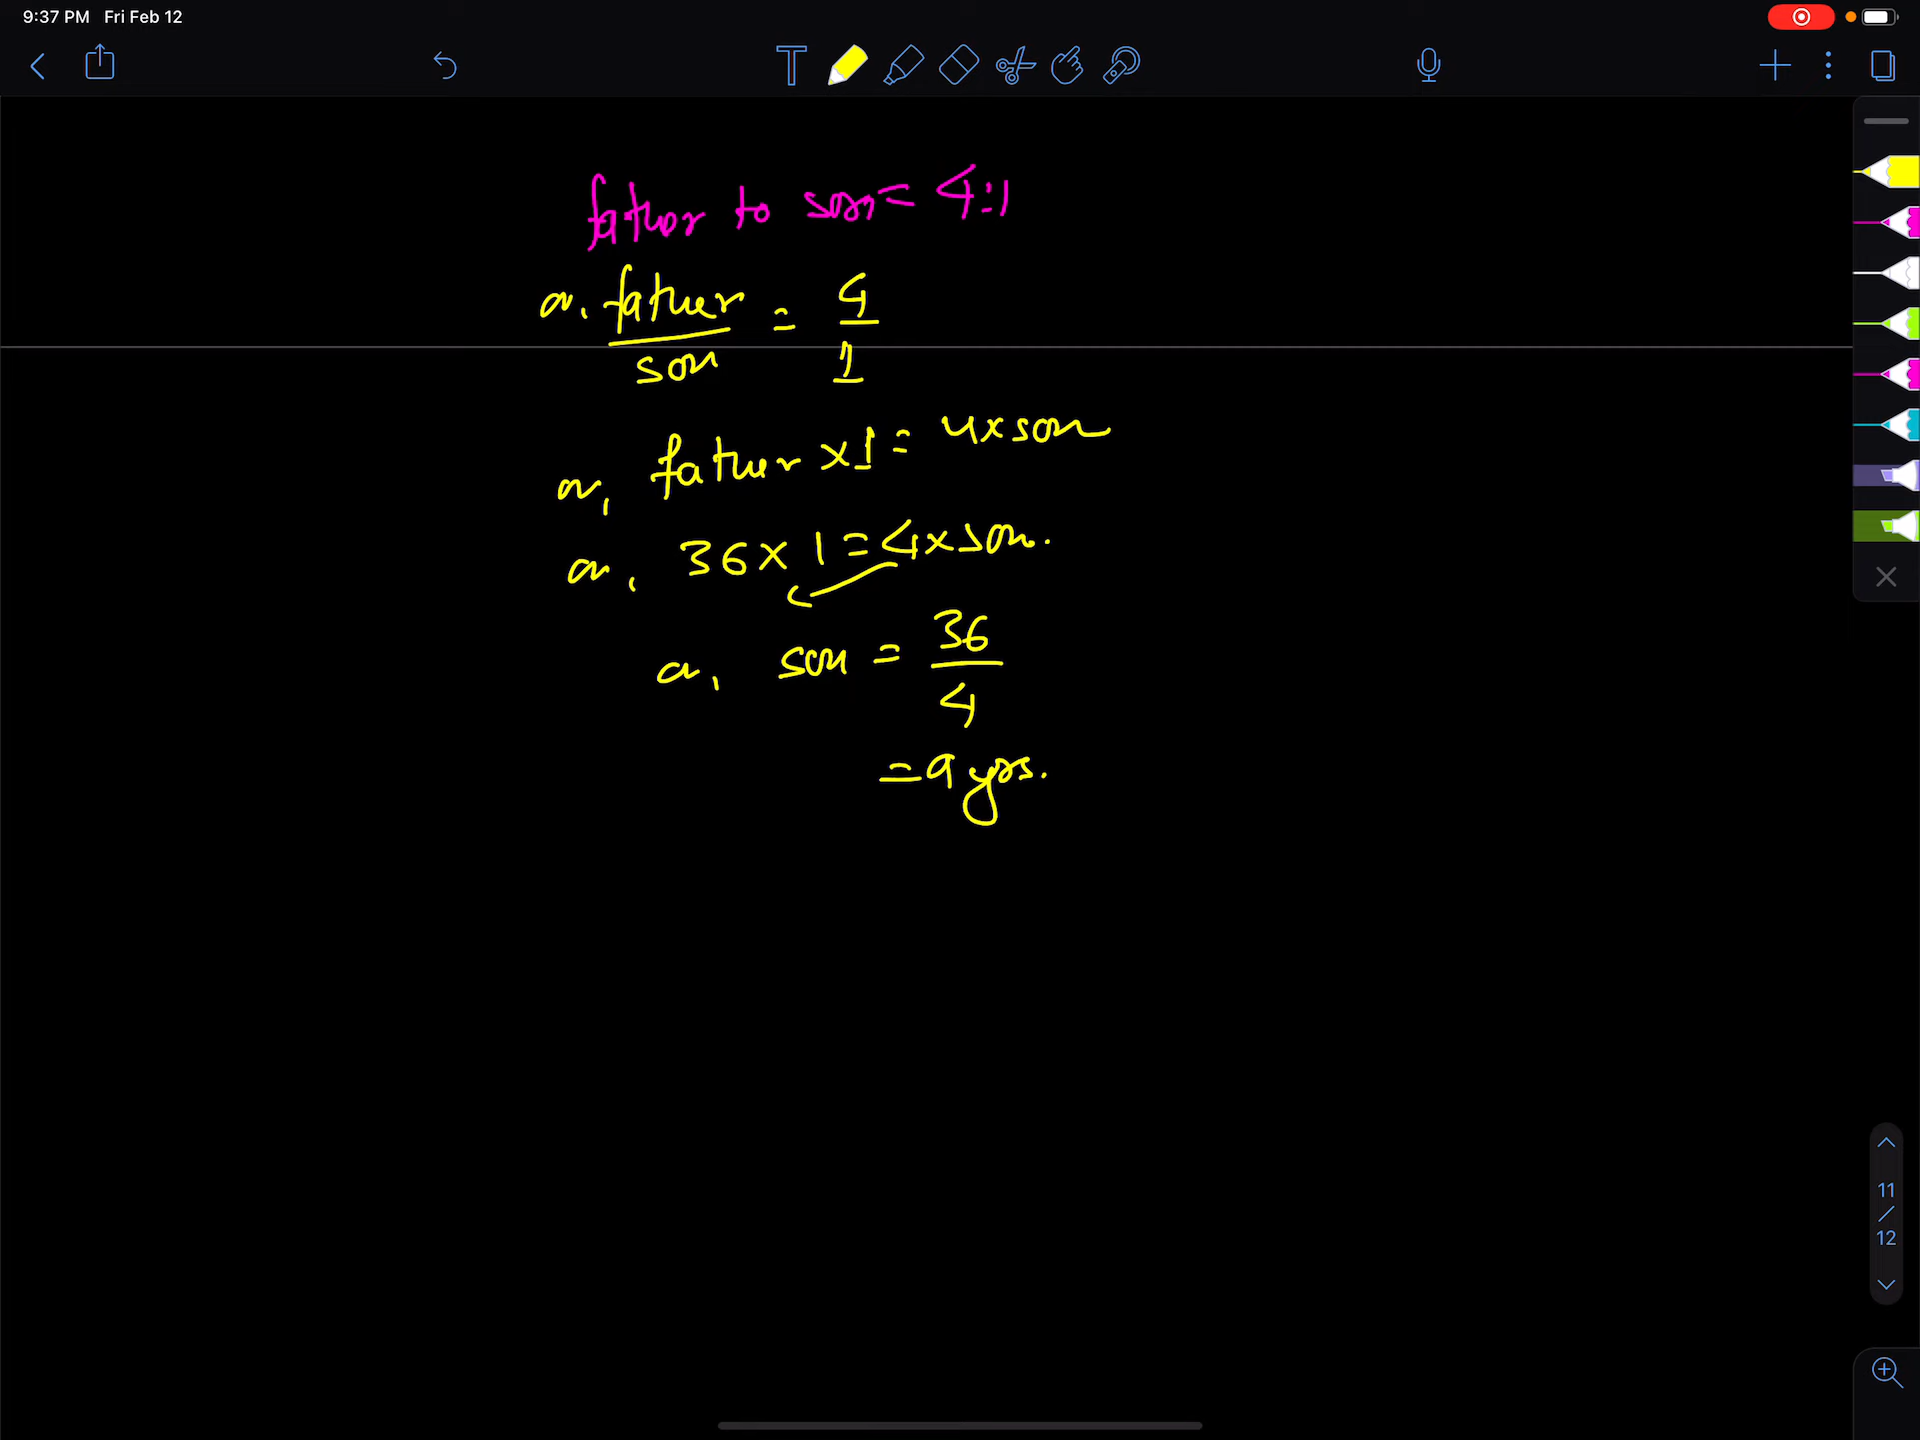 9:37 PM Fri Feb 12
father to son = 4:1
or, father / son = 4 / 1
or, father x 1 = 4 x son
or, 36 x 1 = 4 x son.
or, son = 36 / 4
= 9 yrs.
11
/
12